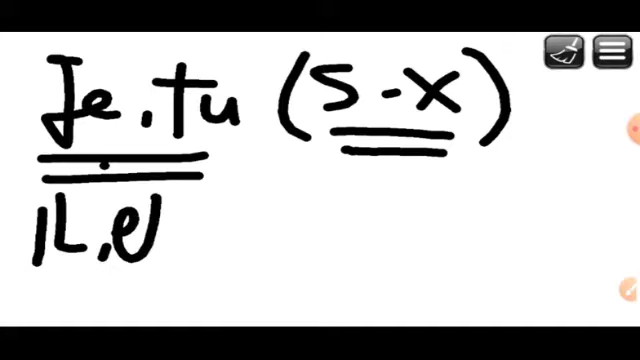 Je, tu (S-X)
IL, el